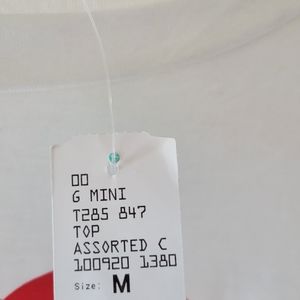 00
G MINI
T285 847
TOP
ASSORTED C
100920 1380
Size: M